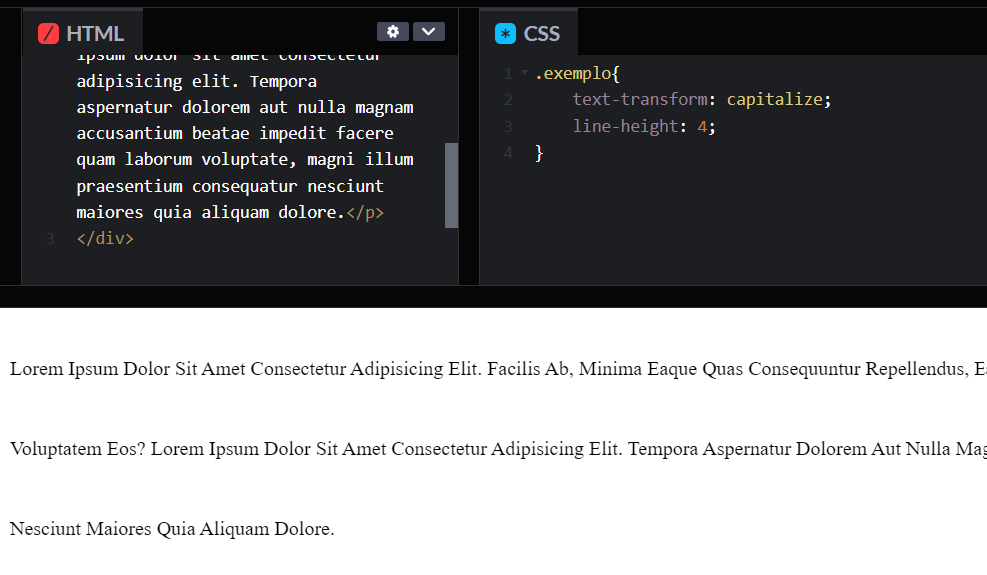 HTML
ipsum dolor sit amet consectetur
adipisicing elit. Tempora
aspernatur dolorem aut nulla magnam
accusantium beatae impedit facere
quam laborum voluptate, magni illum
praesentium consequatur nesciunt
maiores quia aliquam dolore.</p>
3 </div>
CSS
1 .exemplo{
2 text-transform: capitalize;
3 line-height: 4;
4 }
Lorem Ipsum Dolor Sit Amet Consectetur Adipisicing Elit. Facilis Ab, Minima Eaque Quas Consequuntur Repellendus,
Voluptatem Eos? Lorem Ipsum Dolor Sit Amet Consectetur Adipisicing Elit. Tempora Aspernatur Dolorem Aut Nulla
Nesciunt Maiores Quia Aliquam Dolore.